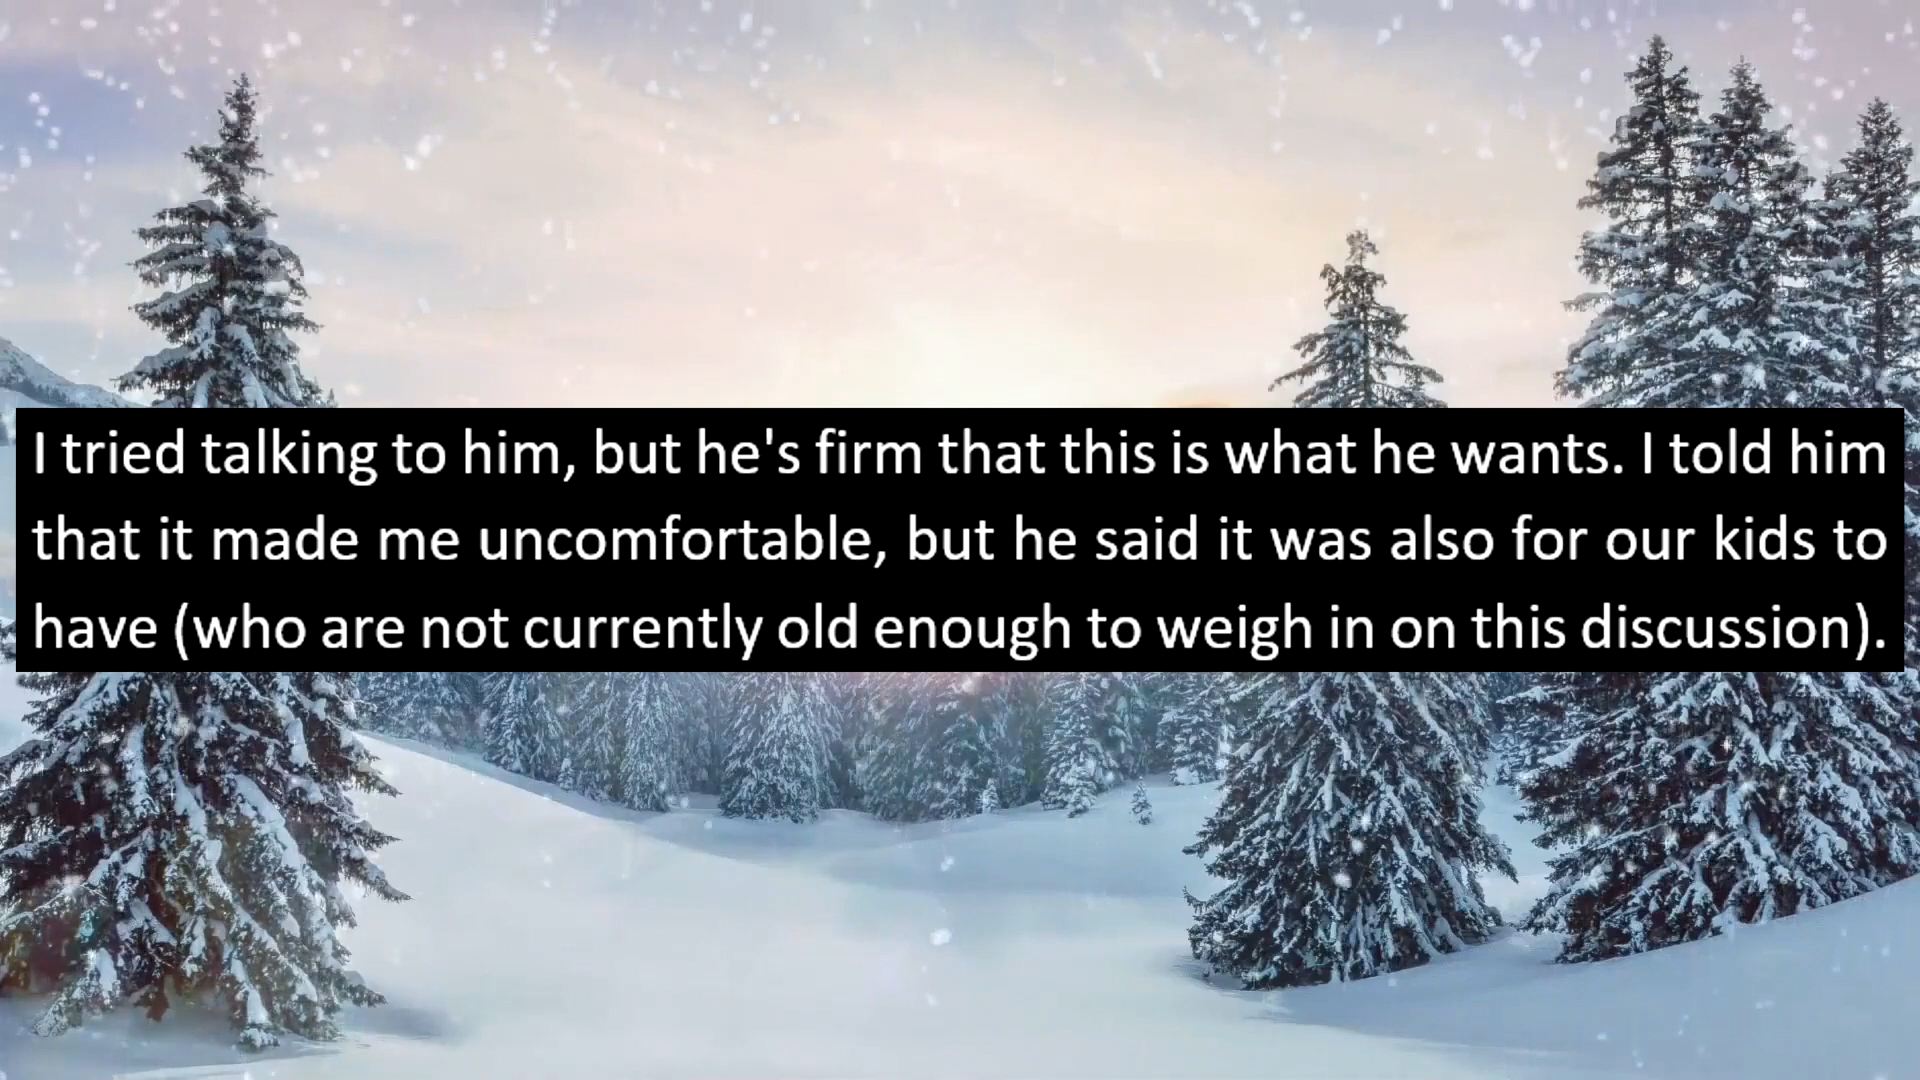 I tried talking to him, but he's firm that this is what he wants. I told him
that it made me uncomfortable, but he said it was also for our kids to
have (who are not currently old enough to weigh in on this discussion).